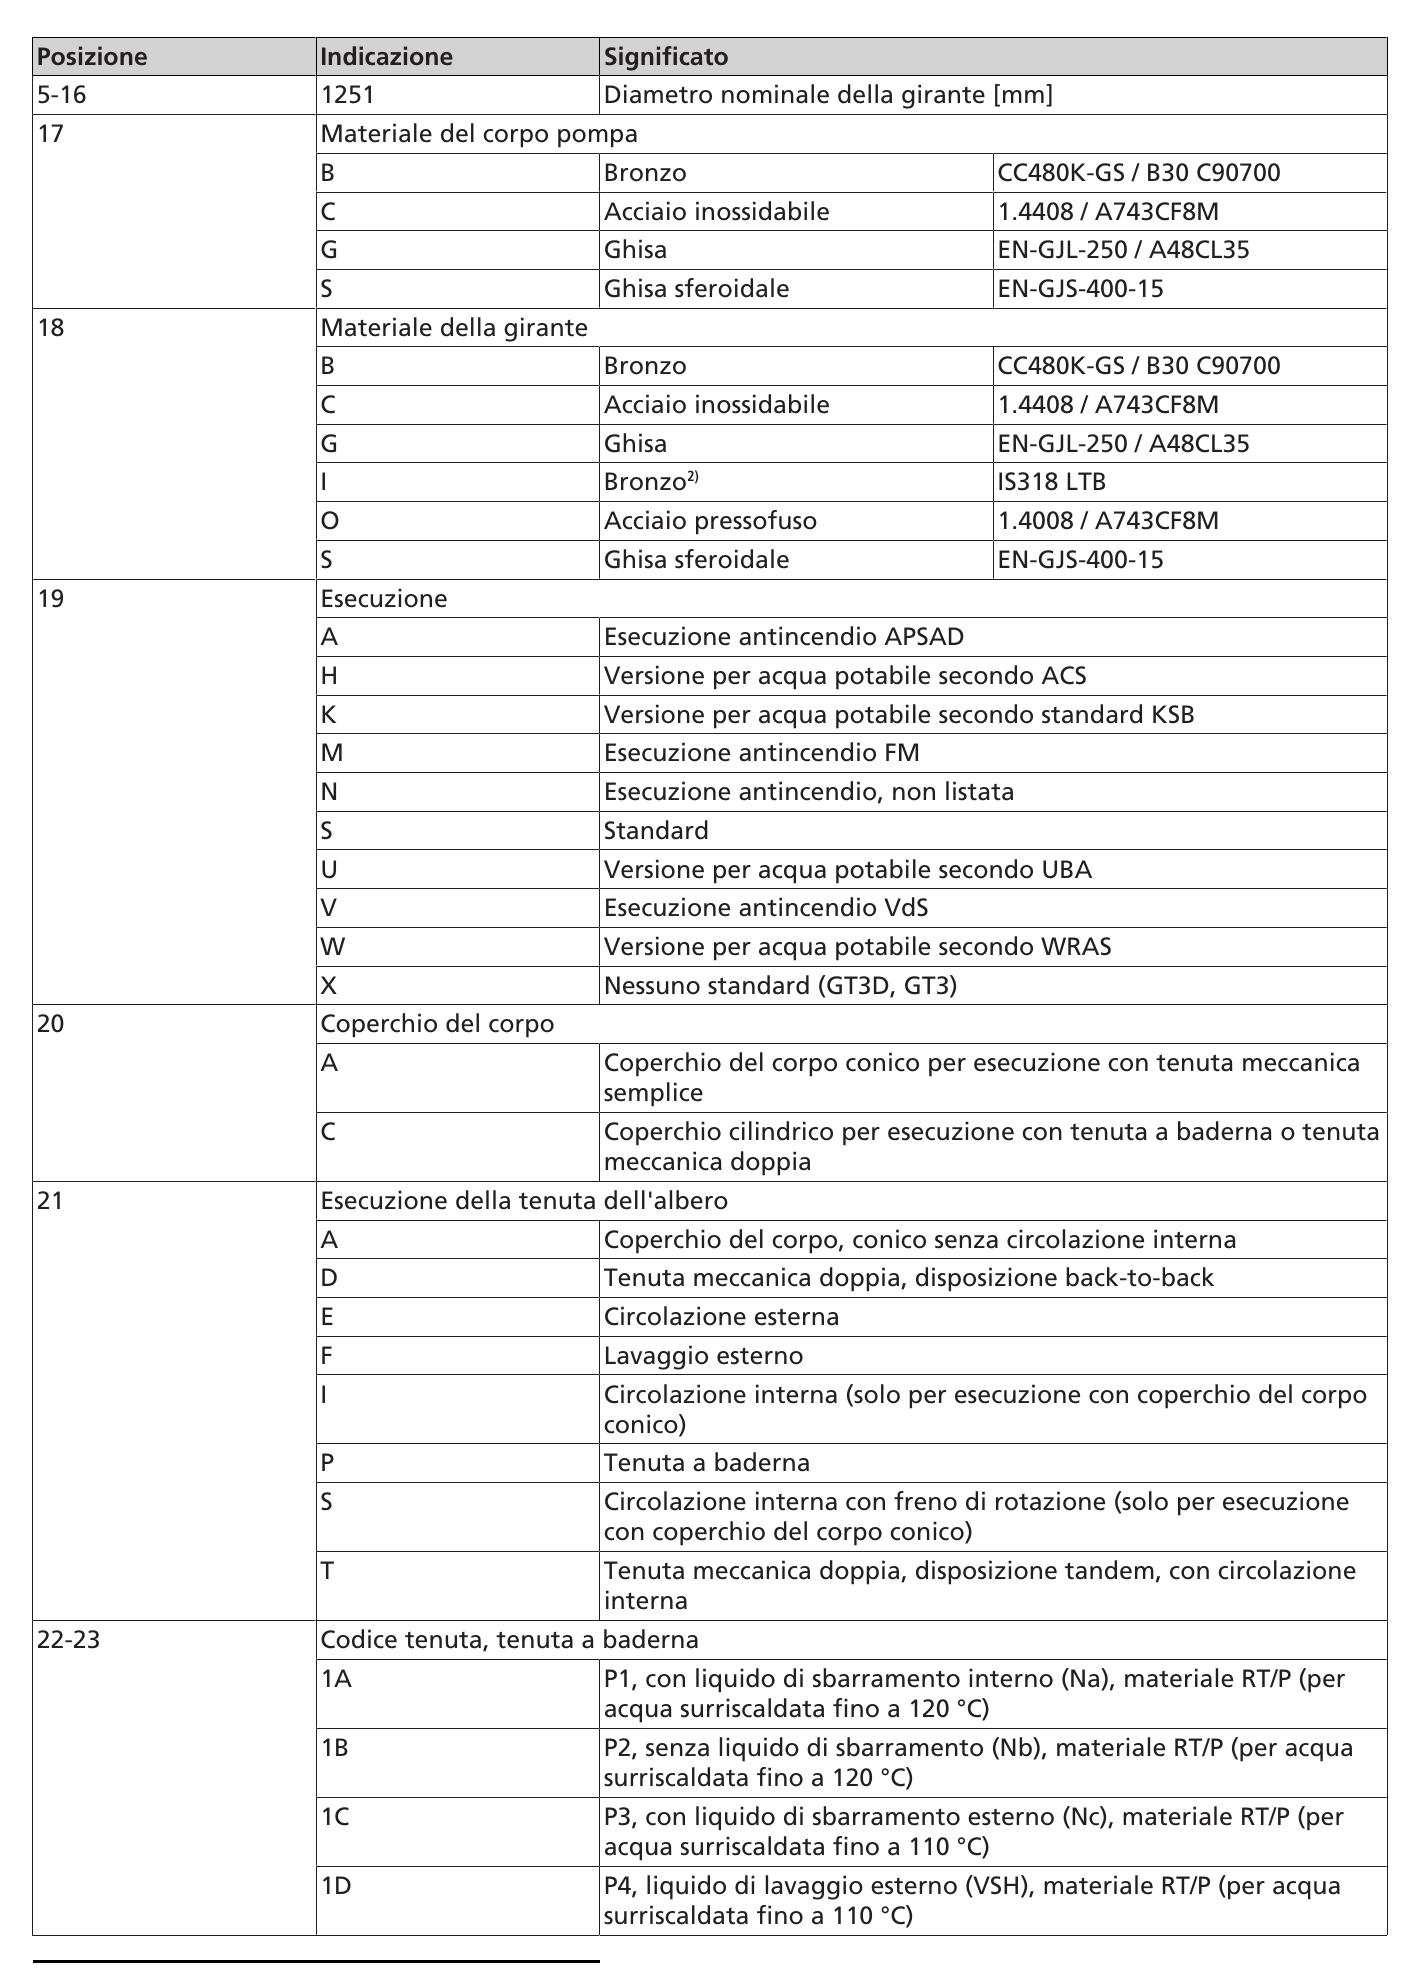 Posizione Indicazione Significato
5-16 1251 Diametro nominale della girante [mm]
17 Materiale del corpo pompa
B Bronzo CC480K-GS / B30 C90700
C Acciaio inossidabile 1.4408 / A743CF8M
G Ghisa EN-GJL-250 / A48CL35
S Ghisa sferoidale EN-GJS-400-15
18 Materiale della girante
B Bronzo CC480K-GS / B30 C90700
C Acciaio inossidabile 1.4408 / A743CF8M
G Ghisa EN-GJL-250 / A48CL35
I Bronzo2) IS318 LTB
O Acciaio pressofuso 1.4008 / A743CF8M
S Ghisa sferoidale EN-GJS-400-15
19 Esecuzione
A Esecuzione antincendio APSAD
H Versione per acqua potabile secondo ACS
K Versione per acqua potabile secondo standard KSB
M Esecuzione antincendio FM
N Esecuzione antincendio, non listata
S Standard
U Versione per acqua potabile secondo UBA
V Esecuzione antincendio VdS
W Versione per acqua potabile secondo WRAS
X Nessuno standard (GT3D, GT3)
20 Coperchio del corpo
A Coperchio del corpo conico per esecuzione con tenuta meccanica
semplice
C Coperchio cilindrico per esecuzione con tenuta a baderna o tenuta
meccanica doppia
21 Esecuzione della tenuta dell'albero
A Coperchio del corpo, conico senza circolazione interna
D Tenuta meccanica doppia, disposizione back-to-back
E Circolazione esterna
F Lavaggio esterno
I Circolazione interna (solo per esecuzione con coperchio del corpo
conico)
P Tenuta a baderna
S Circolazione interna con freno di rotazione (solo per esecuzione
con coperchio del corpo conico)
T Tenuta meccanica doppia, disposizione tandem, con circolazione
interna
22-23 Codice tenuta, tenuta a baderna
1A P1, con liquido di sbarramento interno (Na), materiale RT/P (per
acqua surriscaldata fino a 120 °C)
1B P2, senza liquido di sbarramento (Nb), materiale RT/P (per acqua
surriscaldata fino a 120 °C)
1C P3, con liquido di sbarramento esterno (Nc), materiale RT/P (per
acqua surriscaldata fino a 110 °C)
1D P4, liquido di lavaggio esterno (VSH), materiale RT/P (per acqua
surriscaldata fino a 110 °C)